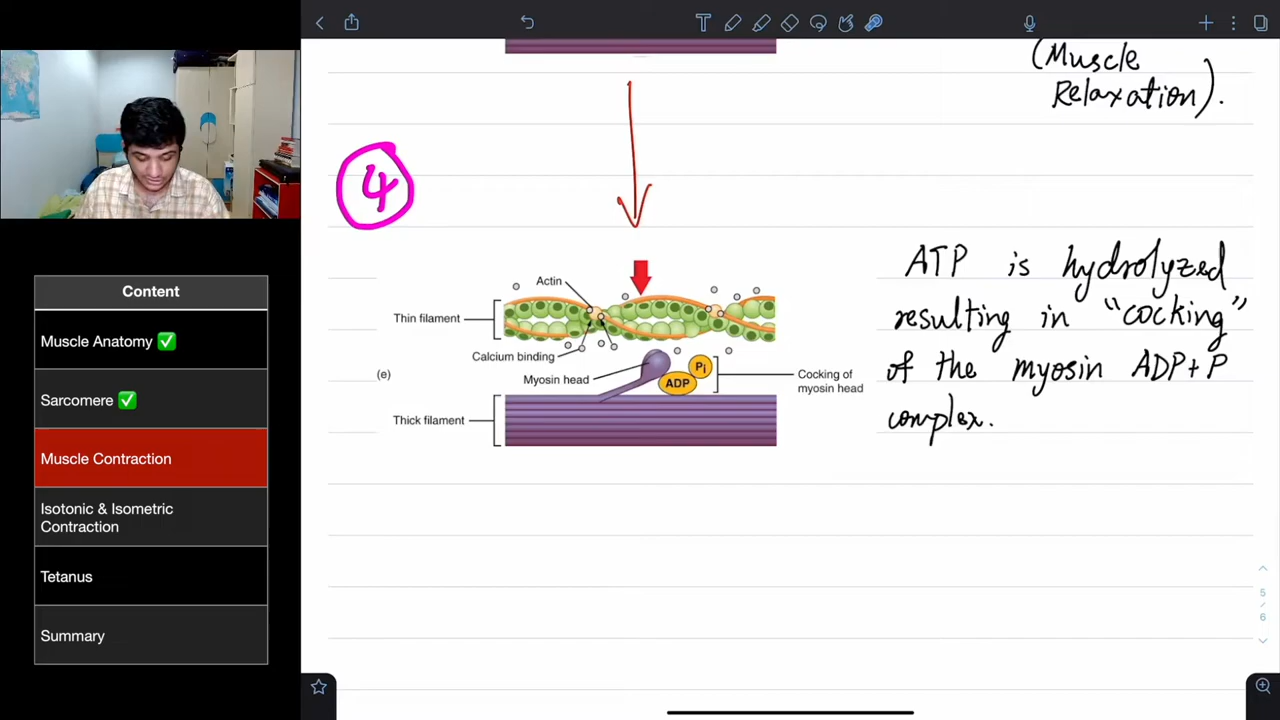 Content
Muscle Anatomy ✅
Sarcomere ✅
Muscle Contraction
Isotonic & Isometric
Contraction
Tetanus
Summary
(Muscle
Relaxation).
4
ATP is hydrolyzed
resulting in "cocking"
of the myosin ADP+P
complex.
Actin
Thin filament
Calcium binding
(e)
Myosin head
Pi
ADP
Cocking of
myosin head
Thick filament
T
5
/
6